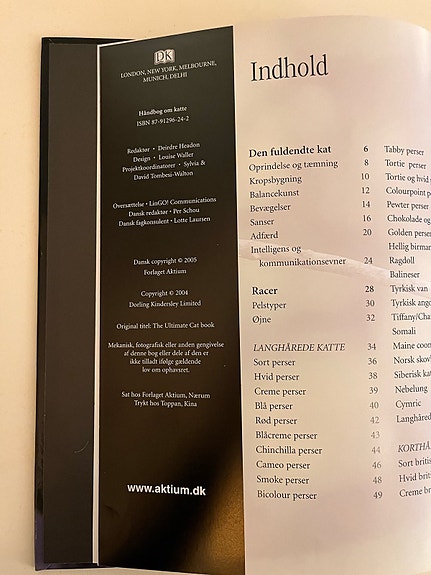 DK
LONDON, NEW YORK, MELBOURNE,
MUNICH, DELHI
Håndbog om katte
ISBN 87-91296-24-2
Redaktør • Deirdre Headon
Design • Louise Waller
Projektkoordinatorer • Sylvia &
David Tombesi-Walton
Oversættelse • LinGO! Communications
Dansk redaktør • Per Schou
Dansk fagkonsulent • Lotte Laursen
Dansk copyright © 2005
Forlaget Aktium
Copyright © 2004
Dorling Kindersley Limited
Original titel: The Ultimate Cat book
Mekanisk, fotografisk eller anden gengivelse
af denne bog eller dele af den er
ikke tilladt ifølge gældende
lov om ophavsret.
Sat hos Forlaget Aktium, Nærum
Trykt hos Toppan, Kina
www.aktium.dk
Indhold
Den fuldendte kat 6
Oprindelse og tæmning 8
Kropsbygning 10
Balancekunst 12
Bevægelser 14
Sanser 16
Adfærd 20
Intelligens og
kommunikationsevner 24
Racer 28
Pelstyper 30
Øjne 32
LANGHÅREDE KATTE 34
Sort perser 36
Hvid perser 38
Creme perser 39
Blå perser 40
Rød perser 42
Blåcreme perser 43
Chinchilla perser 44
Cameo perser 46
Smoke perser 48
Bicolour perser 49
Tabby perser
Tortie perser
Tortie og hvid
Colourpoint p
Pewter perser
Chokolade og
Golden perser
Hellig birmar
Ragdoll
Balineser
Tyrkisk van
Tyrkisk ango
Tiffany/Cha
Somali
Maine coon
Norsk skov
Siberisk kat
Nebelung
Cymric
Langhåred
KORTHÅ
Sort briti
Hvid brit
Creme br